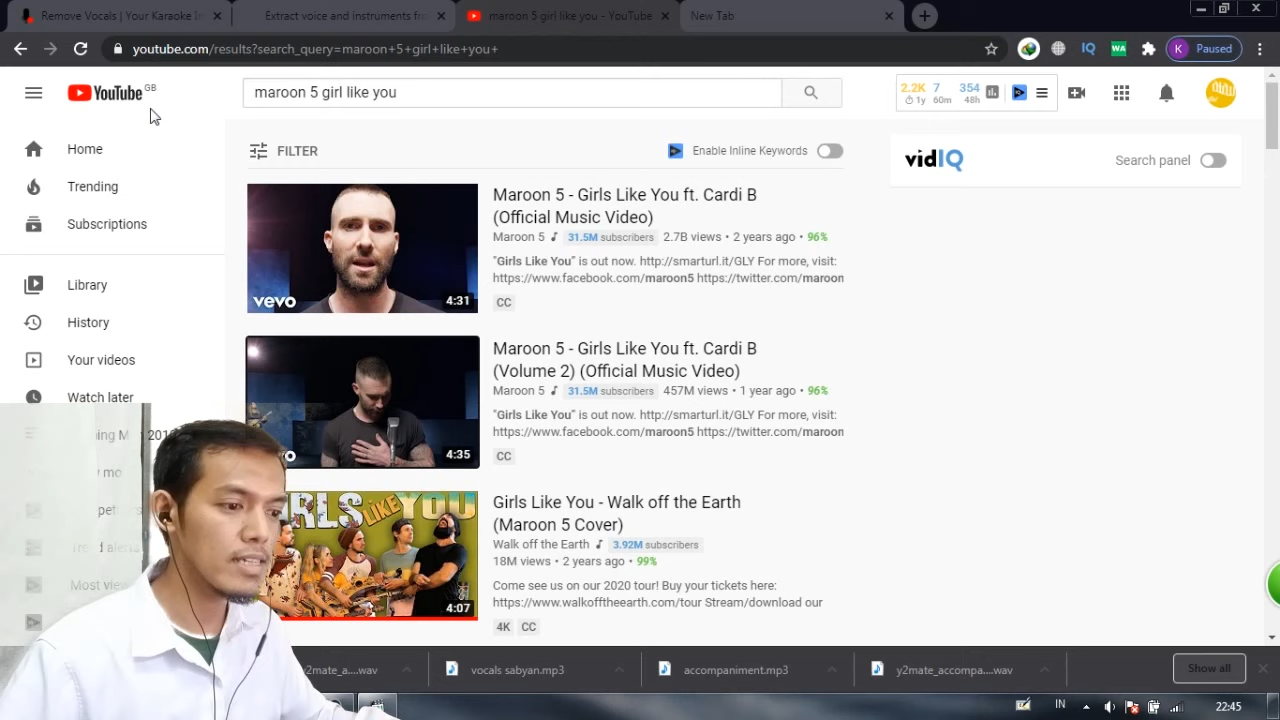 Remove Vocals | Your Karaoke In
Extract voice and instruments from
maroon 5 girl like you - YouTube
New Tab
youtube.com/results?search_query=maroon+5+girl+like+you+
IQ
WA
K Paused
YouTube GB
maroon 5 girl like you
2.2K 7 354
1y 60m 48h
Home
Trending
Subscriptions
Library
History
Your videos
Watch later
FILTER
Enable Inline Keywords
vidIQ
Search panel
Maroon 5 - Girls Like You ft. Cardi B
(Official Music Video)
Maroon 5 31.5M subscribers 2.7B views • 2 years ago • 96%
"Girls Like You" is out now. http://smarturl.it/GLY For more, visit:
https://www.facebook.com/maroon5 https://twitter.com/maroon
CC
vevo
4:31
Maroon 5 - Girls Like You ft. Cardi B
(Volume 2) (Official Music Video)
Maroon 5 31.5M subscribers 457M views • 1 year ago • 96%
"Girls Like You" is out now. http://smarturl.it/GLY For more, visit:
https://www.facebook.com/maroon5 https://twitter.com/maroon
CC
4:35
Girls Like You - Walk off the Earth
(Maroon 5 Cover)
Walk off the Earth 3.92M subscribers
18M views • 2 years ago • 99%
Come see us on our 2020 tour! Buy your tickets here:
https://www.walkofftheearth.com/tour Stream/download our
4K CC
LIKE YOU
4:07
Most view
y2mate_a....wav
vocals sabyan.mp3
accompaniment.mp3
y2mate_accompa....wav
Show all
IN
22:45